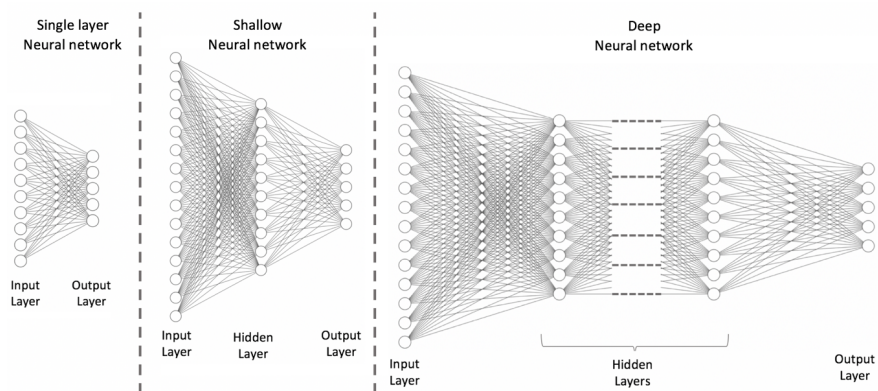 Single layer
Neural network
Input
Layer
Output
Layer
Shallow
Neural network
Input
Layer
Hidden
Layer
Output
Layer
Deep
Neural network
Input
Layer
Hidden
Layers
Output
Layer